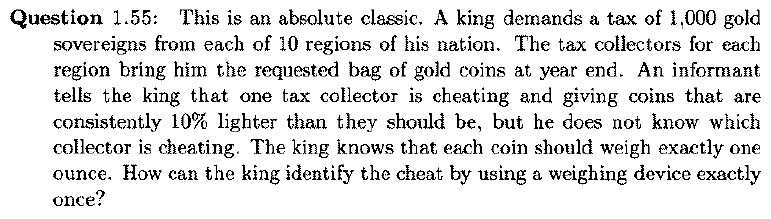 Question 1.55: This is an absolute classic. A king demands a tax of 1,000 gold
sovereigns from each of 10 regions of his nation. The tax collectors for each
region bring him the requested bag of gold coins at year end. An informant
tells the king that one tax collector is cheating and giving coins that are
consistently 10% lighter than they should be, but he does not know which
collector is cheating. The king knows that each coin should weigh exactly one
ounce. How can the king identify the cheat by using a weighing device exactly
once?